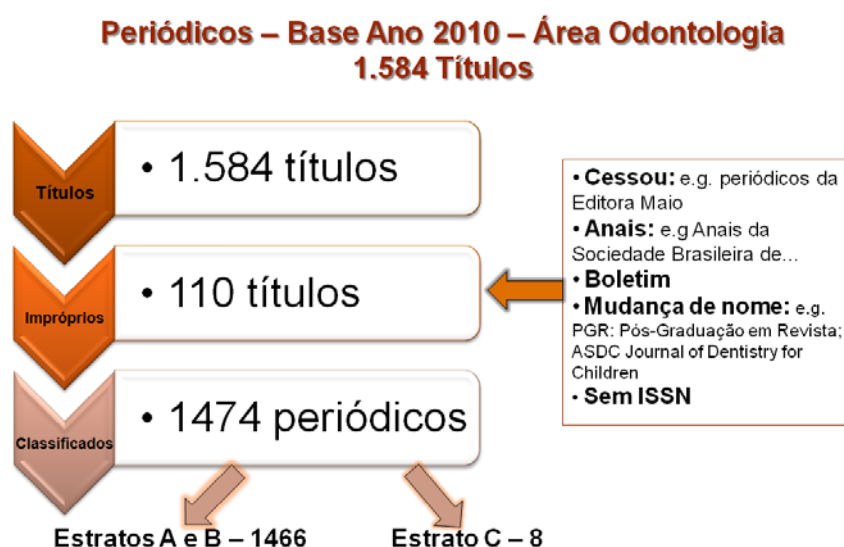 Periódicos – Base Ano 2010 – Área Odontologia
1.584 Títulos
Títulos
• 1.584 títulos
Impróprios
• 110 títulos
Classificados
• 1474 periódicos
• Cessou: e.g. periódicos da
Editora Maio
• Anais: e.g Anais da
Sociedade Brasileira de...
• Boletim
• Mudança de nome: e.g.
PGR: Pós-Graduação em Revista;
ASDC Journal of Dentistry for
Children
• Sem ISSN
Estratos A e B – 1466
Estrato C – 8